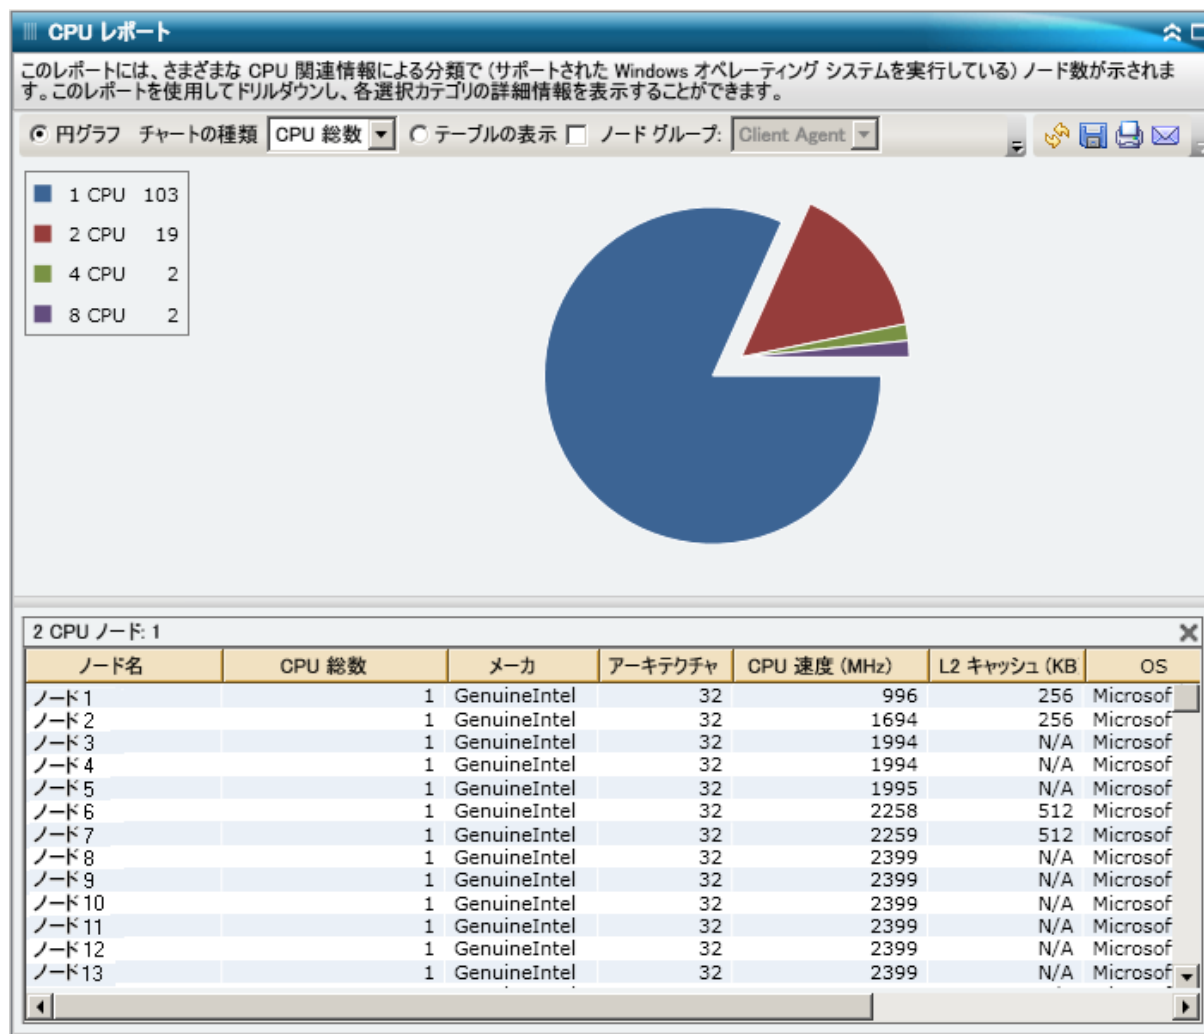 CPU レポート
このレポートには、さまざまな CPU 関連情報による分類で (サポートされた Windows オペレーティング システムを実行している) ノード数が示されま
す。このレポートを使用してドリルダウンし、各選択カテゴリの詳細情報を表示することができます。
円グラフ チャートの種類 CPU 総数 テーブルの表示 ノード グループ: Client Agent
1 CPU 103
2 CPU 19
4 CPU 2
8 CPU 2
2 CPU ノード: 1
ノード名 CPU 総数 メーカ アーキテクチャ CPU 速度 (MHz) L2 キャッシュ (KB OS
ノード 1 1 GenuineIntel 32 996 256 Microsof
ノード 2 1 GenuineIntel 32 1694 256 Microsof
ノード 3 1 GenuineIntel 32 1994 N/A Microsof
ノード 4 1 GenuineIntel 32 1994 N/A Microsof
ノード 5 1 GenuineIntel 32 1995 N/A Microsof
ノード 6 1 GenuineIntel 32 2258 512 Microsof
ノード 7 1 GenuineIntel 32 2259 512 Microsof
ノード 8 1 GenuineIntel 32 2399 N/A Microsof
ノード 9 1 GenuineIntel 32 2399 N/A Microsof
ノード 10 1 GenuineIntel 32 2399 N/A Microsof
ノード 11 1 GenuineIntel 32 2399 N/A Microsof
ノード 12 1 GenuineIntel 32 2399 N/A Microsof
ノード 13 1 GenuineIntel 32 2399 N/A Microsof